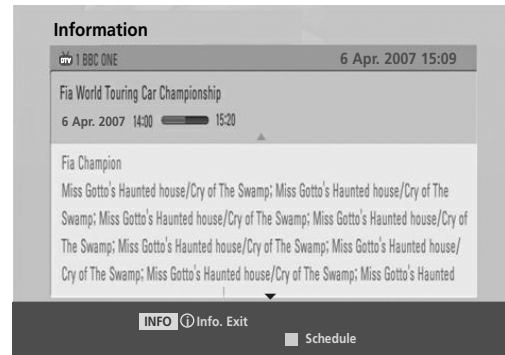 Information
DTV 1 BBC ONE 6 Apr. 2007 15:09
Fia World Touring Car Championship
6 Apr. 2007 14:00 15:20
Fia Champion
Miss Gotto's Haunted house/Cry of The Swamp; Miss Gotto's Haunted house/Cry of The
Swamp; Miss Gotto's Haunted house/Cry of The Swamp; Miss Gotto's Haunted house/Cry of
The Swamp; Miss Gotto's Haunted house/Cry of The Swamp; Miss Gotto's Haunted house/
Cry of The Swamp; Miss Gotto's Haunted house/Cry of The Swamp; Miss Gotto's Haunted
INFO i Info. Exit
Schedule